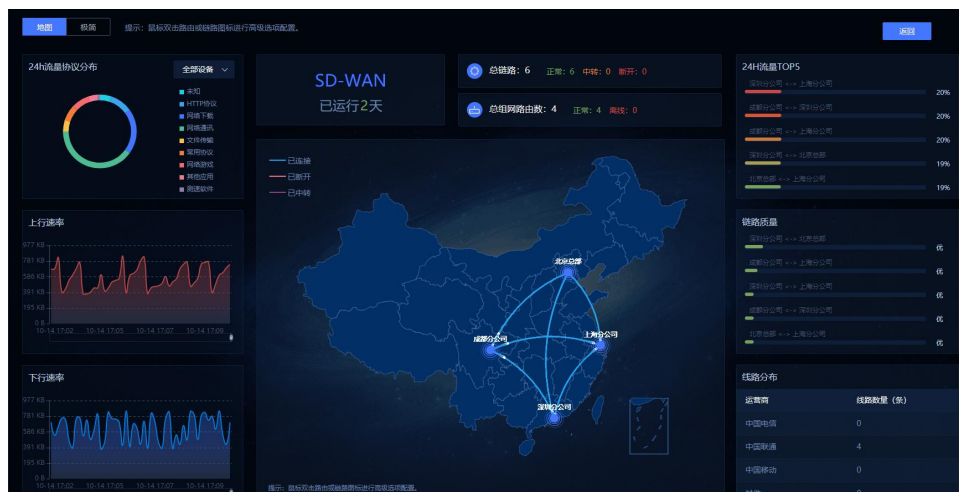 地图 极简 提示：鼠标双击路由或链路图标进行高级选项配置。 返回
24h流量协议分布 全部设备
未知
HTTP协议
网络下载
网络通讯
文件传输
常用协议
网络游戏
其他应用
测速软件
上行速率
977 KB
781 KB
586 KB
391 KB
195 KB
0 B
10-14 17:02 10-14 17:05 10-14 17:07 10-14 17:09
下行速率
977 KB
781 KB
586 KB
391 KB
195 KB
0 B
10-14 17:02 10-14 17:05 10-14 17:07 10-14 17:09
SD-WAN
已运行2天
总链路：6 正常：6 中转：0 断开：0
总组网路由数：4 正常：4 离线：0
已连接
已断开
已中转
北京总部
成都分公司
上海分公司
深圳分公司
提示：鼠标双击路由或链路图标进行高级选项配置。
24H流量TOP5
深圳分公司 <-> 上海分公司
20%
成都分公司 <-> 深圳分公司
20%
成都分公司 <-> 上海分公司
20%
深圳分公司 <-> 北京总部
19%
北京总部 <-> 上海分公司
19%
链路质量
深圳分公司 <-> 北京总部
优
成都分公司 <-> 上海分公司
优
深圳分公司 <-> 上海分公司
优
成都分公司 <-> 深圳分公司
优
北京总部 <-> 上海分公司
优
线路分布
运营商 线路数量（条）
中国电信 0
中国联通 4
中国移动 0